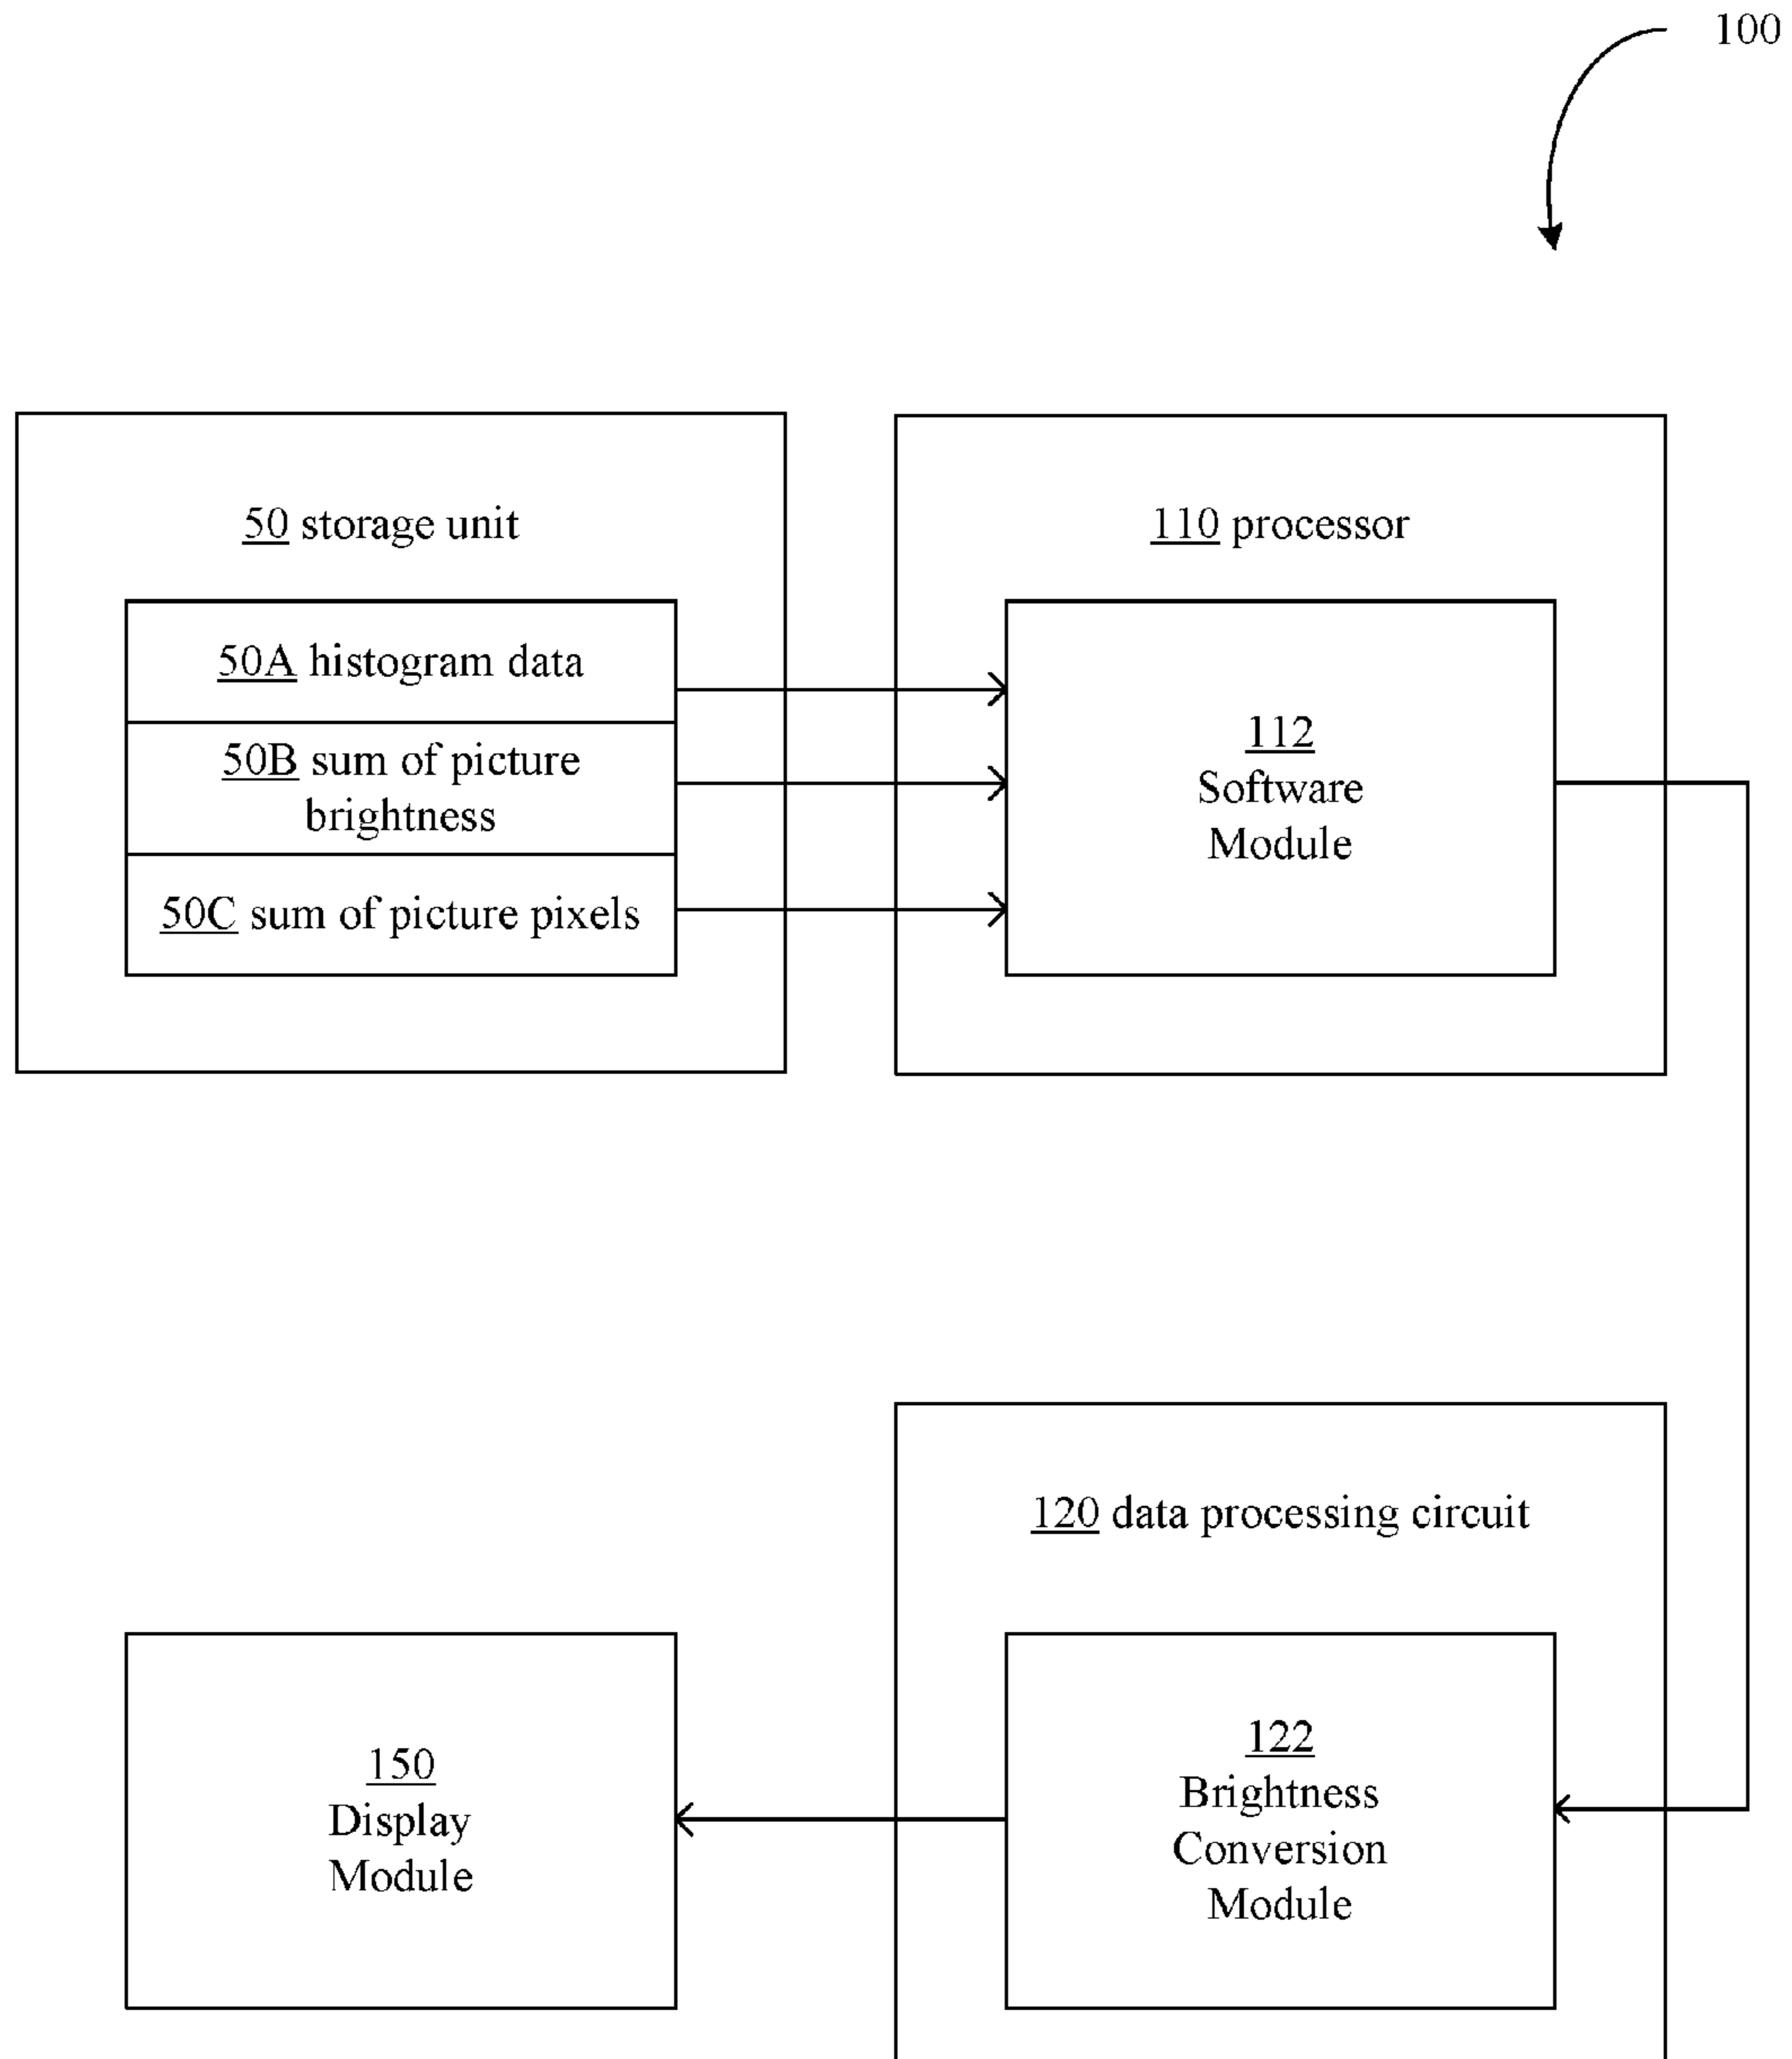 100
50 storage unit
110 processor
50A histogram data
50B sum of picture
brightness
50C sum of picture pixels
112
Software
Module
120 data processing circuit
150
Display
Module
122
Brightness
Conversion
Module